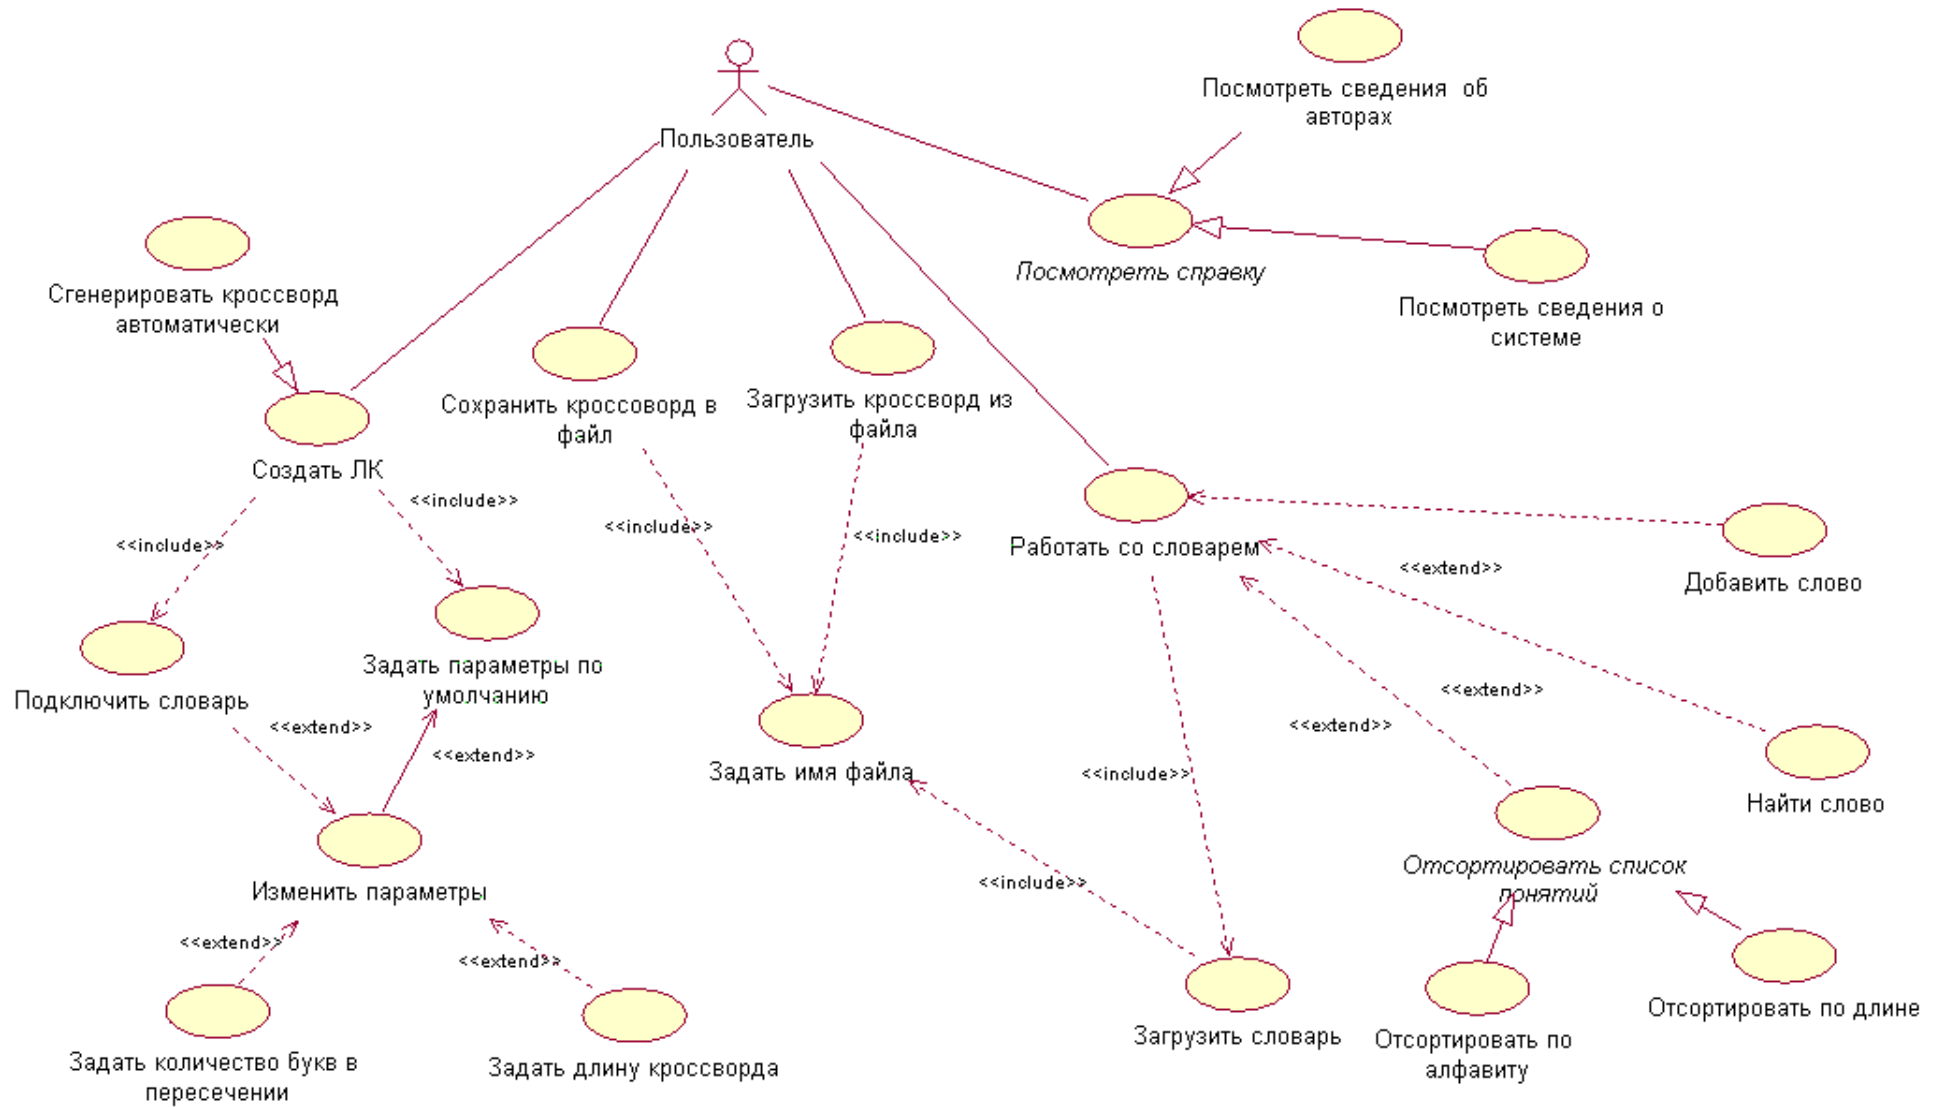 Посмотреть сведения об
авторах
Пользователь
Посмотреть справку
Сгенерировать кроссворд
автоматически
Посмотреть сведения о
системе
Сохранить кроссоворд в
файл
Загрузить кроссворд из
файла
Создать ЛК
<<include>>
<<include>>
<<include>>
<<include>>
Работать со словарем
<<extend>>
Добавить слово
Задать параметры по
умолчанию
Подключить словарь
<<extend>>
<<extend>>
<<extend>>
<<extend>>
Задать имя файла
<<include>>
Найти слово
Изменить параметры
<<include>>
Отсортировать список
понятий
<<extend>>
<<extend>>
Отсортировать по длине
Загрузить словарь
Отсортировать по
алфавиту
Задать количество букв в
пересечении
Задать длину кроссворда